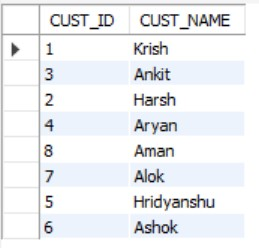 CUST_ID CUST_NAME
1 Krish
3 Ankit
2 Harsh
4 Aryan
8 Aman
7 Alok
5 Hridyanshu
6 Ashok